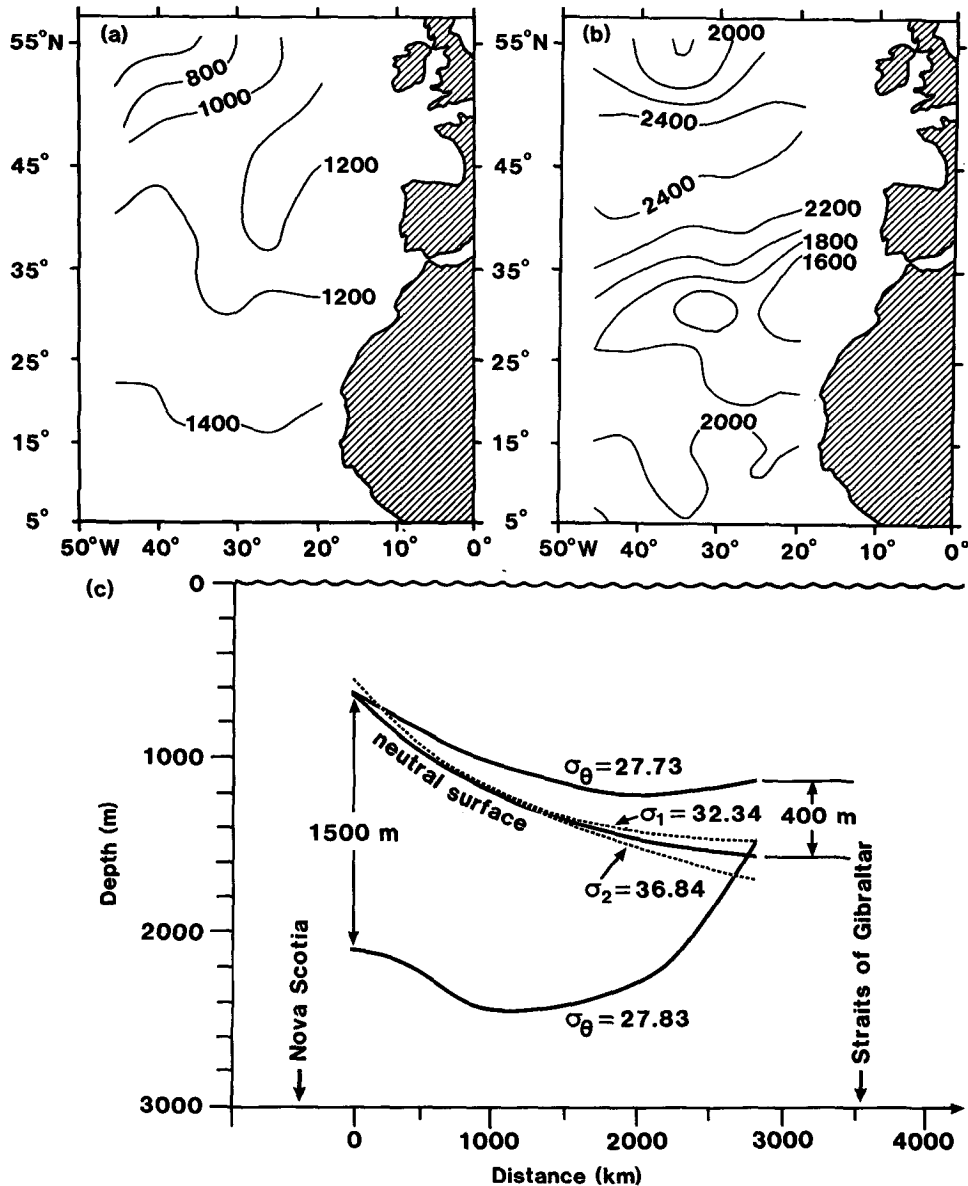 (a)
55°N
45°
35°
25°
15°
5°
50°W 40° 30° 20° 10° 0°
800
1000
1200
1200
1400
(b)
55°
45°
35°
25°
15°
5°
50°W 40° 30° 20° 10° 0°
2000
2400
2400
2200
1800
1600
2000
(c)
0
1000
2000
3000
Depth (m)
0 1000 2000 3000 4000
Distance (km)
Nova Scotia
Straits of Gibraltar
1500 m
neutral surface
σθ=27.73
σ1=32.34
400 m
σ2=36.84
σθ=27.83